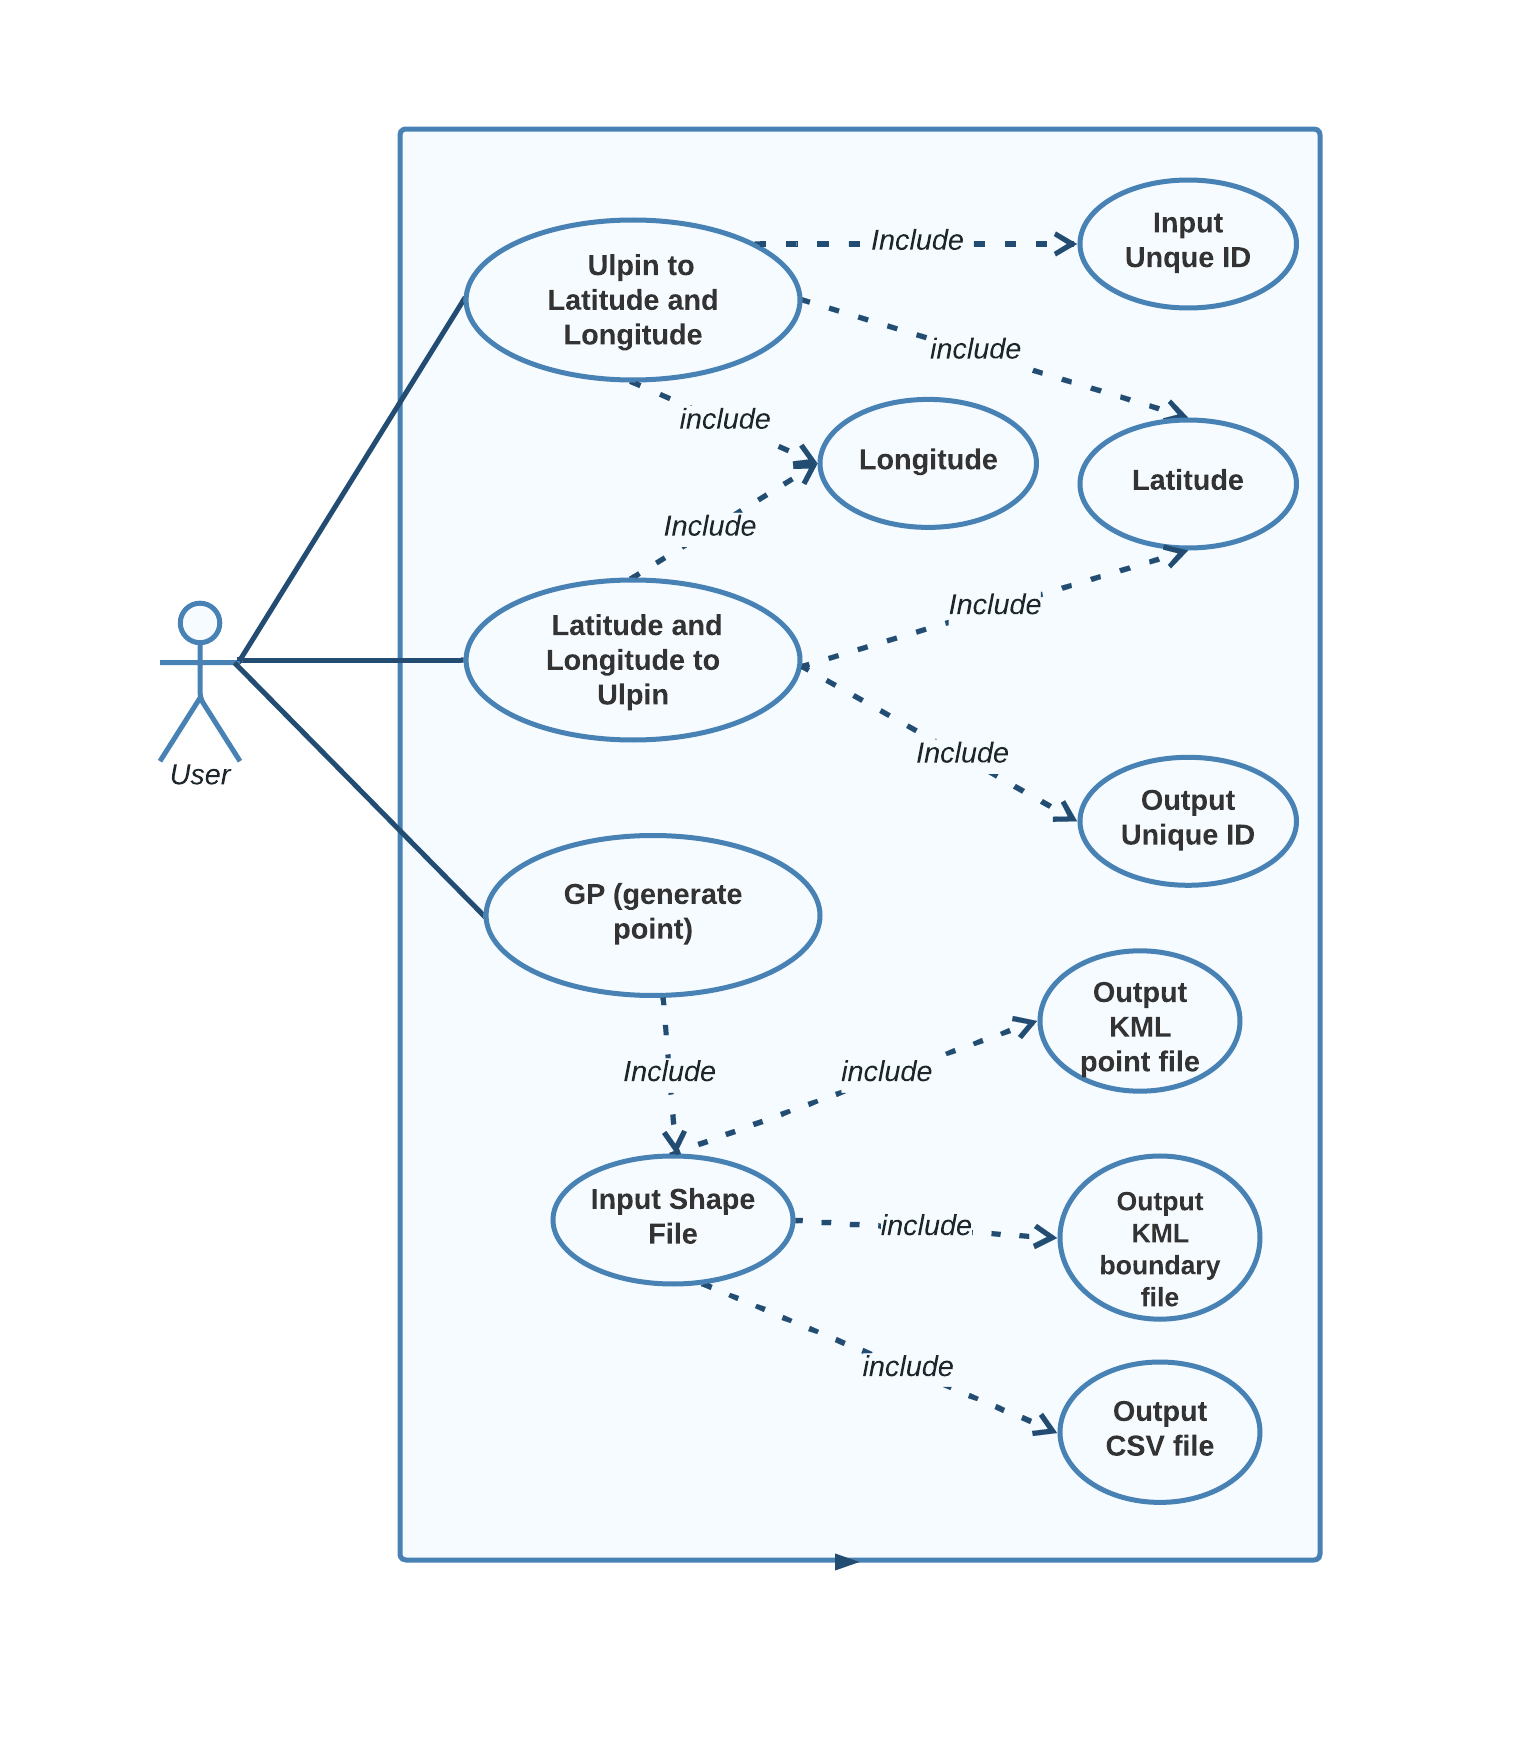 Input
Unque ID
Include
Ulpin to
Latitude and
Longitude
include
include
Longitude
Latitude
Include
Include
Latitude and
Longitude to
Ulpin
Include
User
Output
Unique ID
GP (generate
point)
Output
KML
point file
Include
include
Input Shape
File
include
Output
KML
boundary
file
include
Output
CSV file